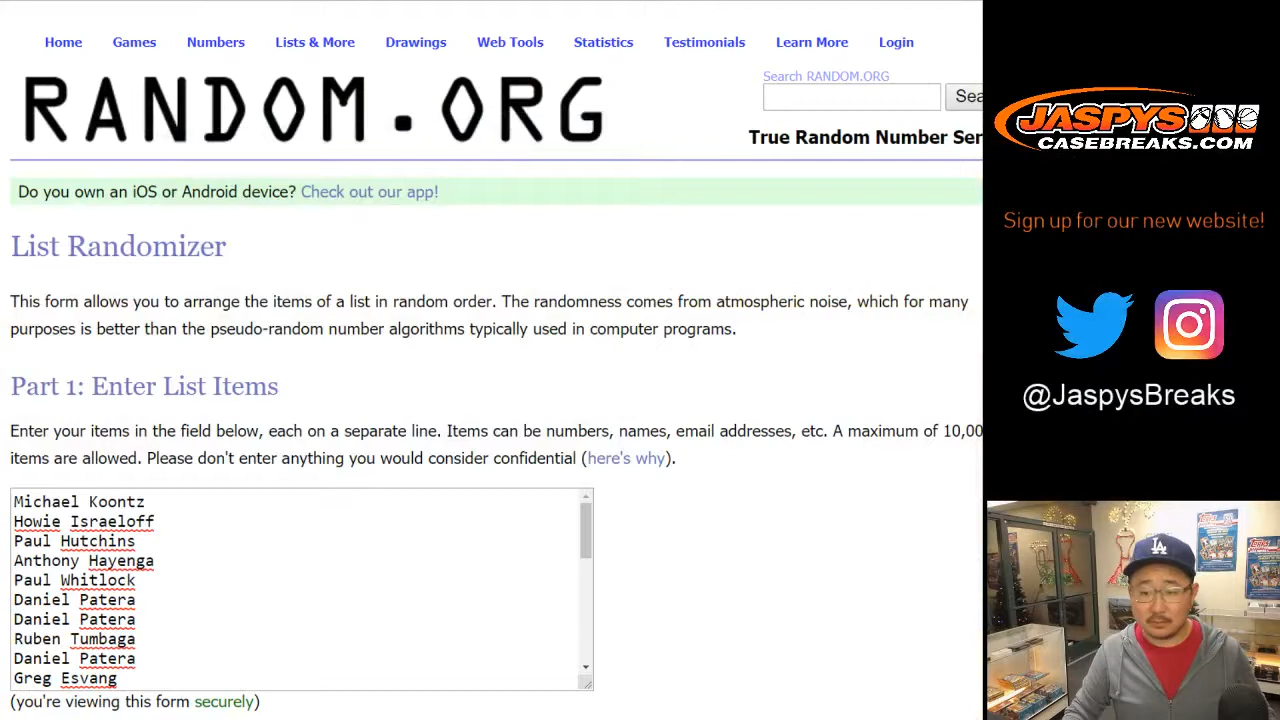 Home Games Numbers Lists & More Drawings Web Tools Statistics Testimonials Learn More Login
RANDOM.ORG
Search RANDOM.ORG
Sea
True Random Number Ser
Do you own an iOS or Android device? Check out our app!
List Randomizer
This form allows you to arrange the items of a list in random order. The randomness comes from atmospheric noise, which for many
purposes is better than the pseudo-random number algorithms typically used in computer programs.
Part 1: Enter List Items
Enter your items in the field below, each on a separate line. Items can be numbers, names, email addresses, etc. A maximum of 10,00
items are allowed. Please don't enter anything you would consider confidential (here's why).
Michael Koontz
Howie Israeloff
Paul Hutchins
Anthony Hayenga
Paul Whitlock
Daniel Patera
Daniel Patera
Ruben Tumbaga
Daniel Patera
Greg Esvang
(you're viewing this form securely)
JASPYS
CASEBREAKS.COM
Sign up for our new website!
@JaspysBreaks
LA